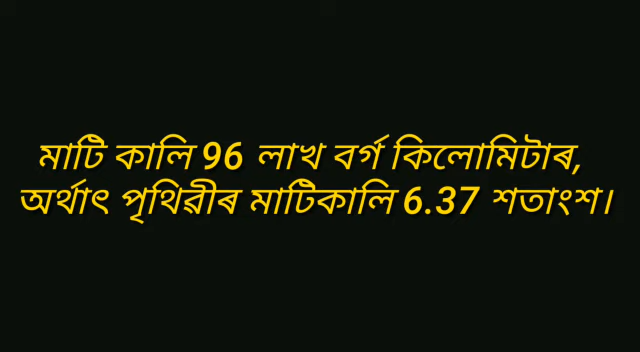 মাটি কালি 96 লাখ বৰ্গ কিলোমিটাৰ,
অৰ্থাৎ পৃথিৱীৰ মাটিকালি 6.37 শতাংশ।